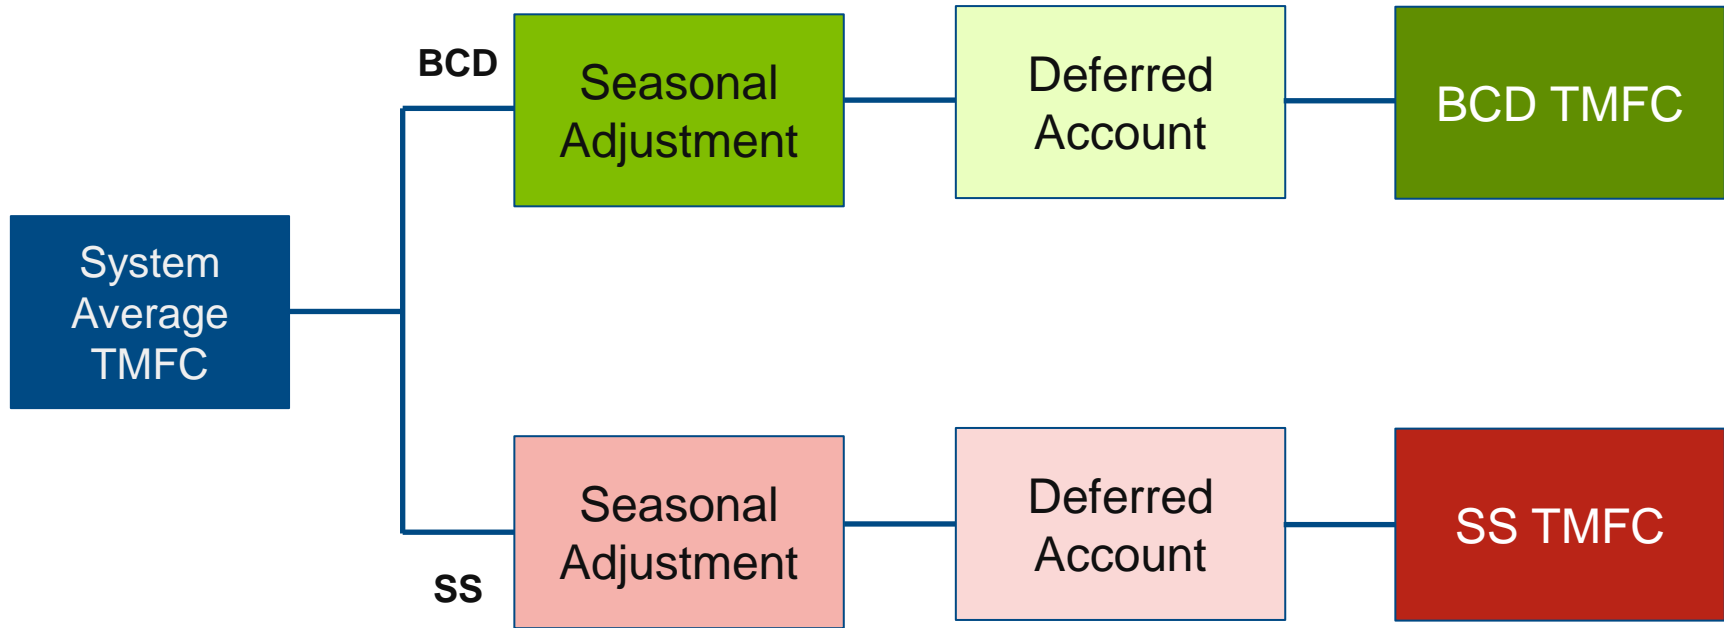 System
Average
TMFC
BCD
Seasonal
Adjustment
Deferred
Account
BCD TMFC
SS
Seasonal
Adjustment
Deferred
Account
SS TMFC